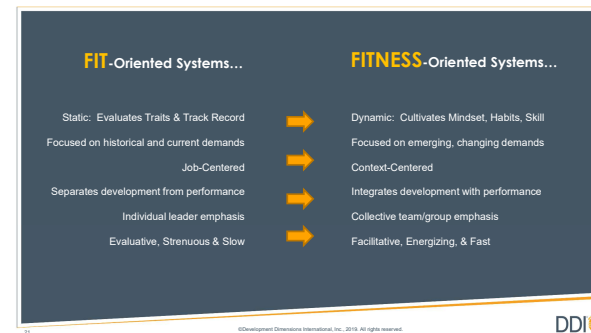 FIT-Oriented Systems...
FITNESS-Oriented Systems...
Static: Evaluates Traits & Track Record
Dynamic: Cultivates Mindset, Habits, Skill
Focused on historical and current demands
Focused on emerging, changing demands
Job-Centered
Context-Centered
Separates development from performance
Integrates development with performance
Individual leader emphasis
Collective team/group emphasis
Evaluative, Strenuous & Slow
Facilitative, Energizing, & Fast
©Development Dimensions International, Inc., 2019. All rights reserved.
DDI